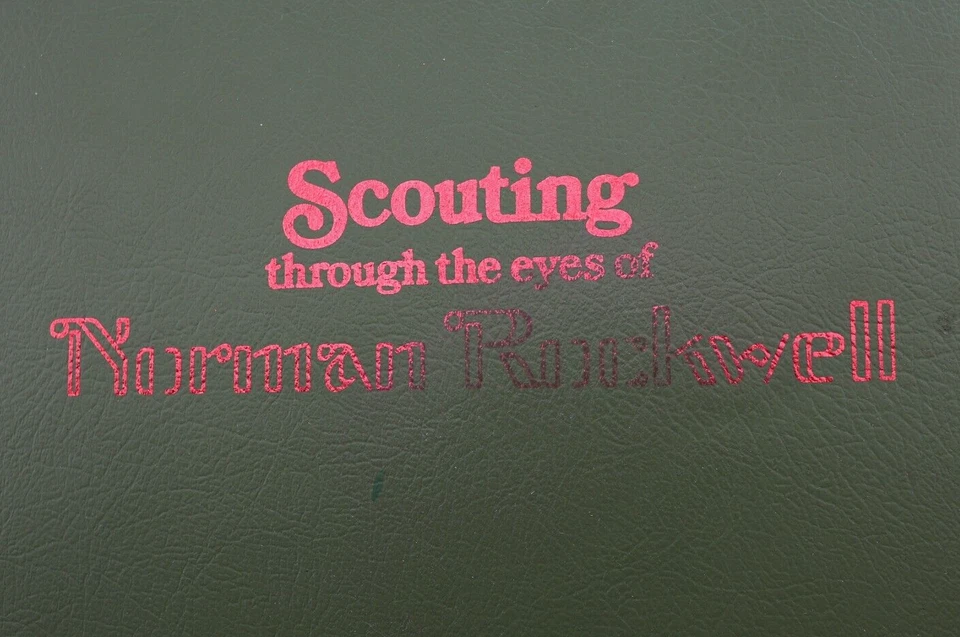 Scouting
through the eyes of
Norman Rockwell